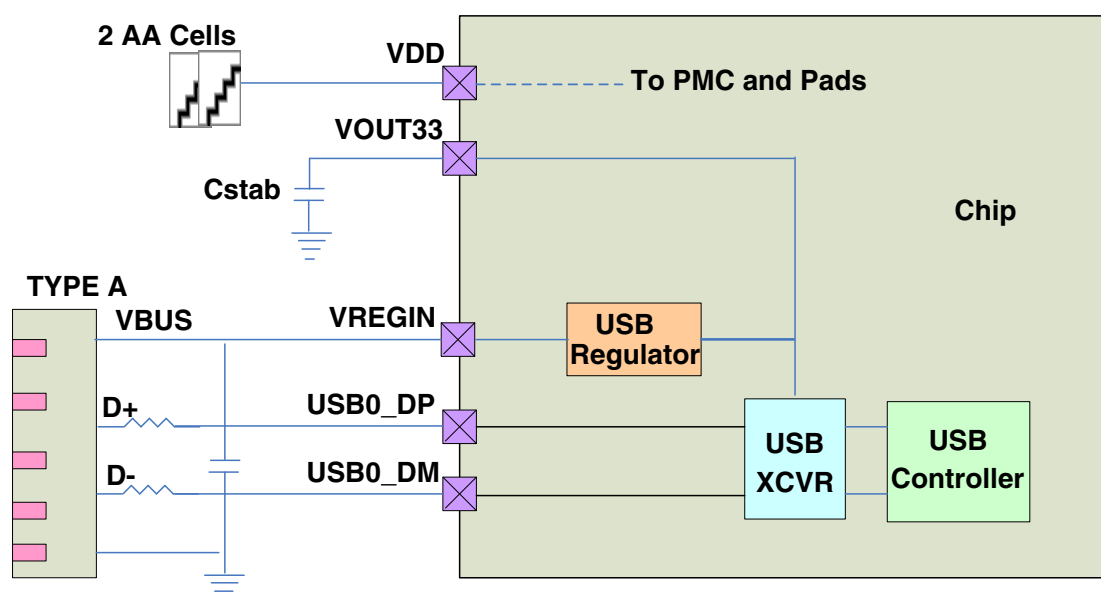 2 AA Cells
VDD
To PMC and Pads
VOUT33
Cstab
Chip
TYPE A
VBUS
VREGIN
USB
Regulator
D+
USB0_DP
D-
USB0_DM
USB
XCVR
USB
Controller